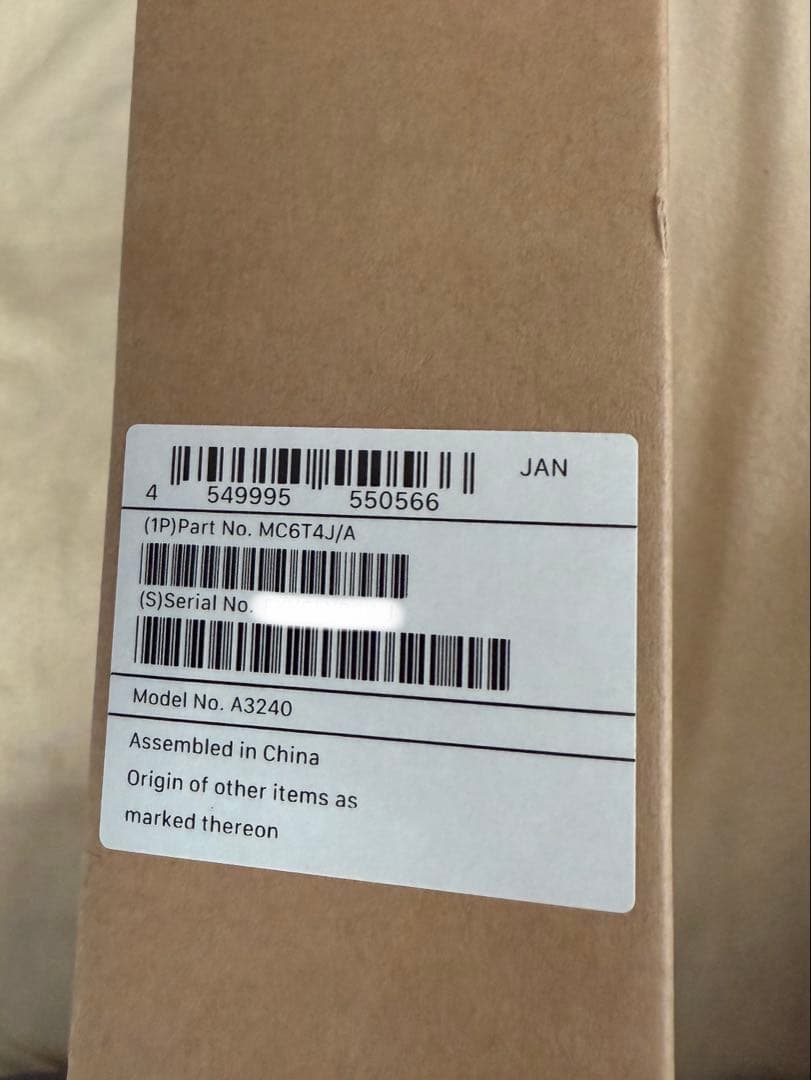 JAN
4 549995 550566
(1P)Part No. MC6T4J/A
(S)Serial No.
Model No. A3240
Assembled in China
Origin of other items as
marked thereon